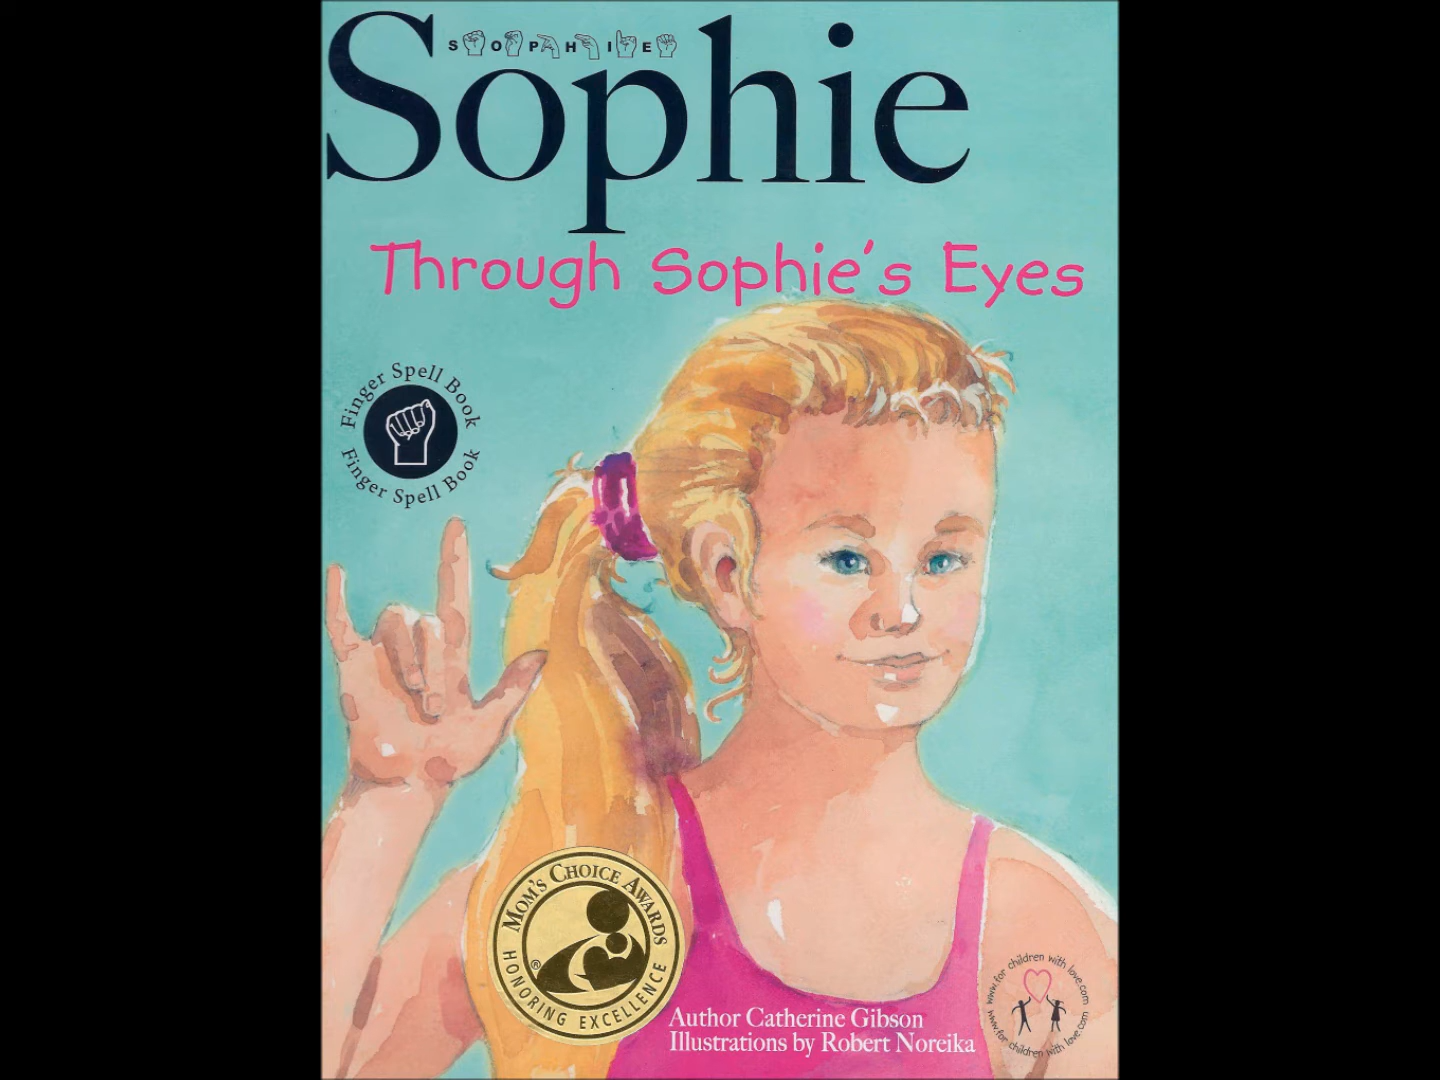 S O P H I E
Sophie
Through Sophie's Eyes
Finger Spell Book
Finger Spell Book
MOM'S CHOICE AWARDS
HONORING EXCELLENCE
®
Author Catherine Gibson
Illustrations by Robert Noreika
www.for children with love.com
www.for children with love.com